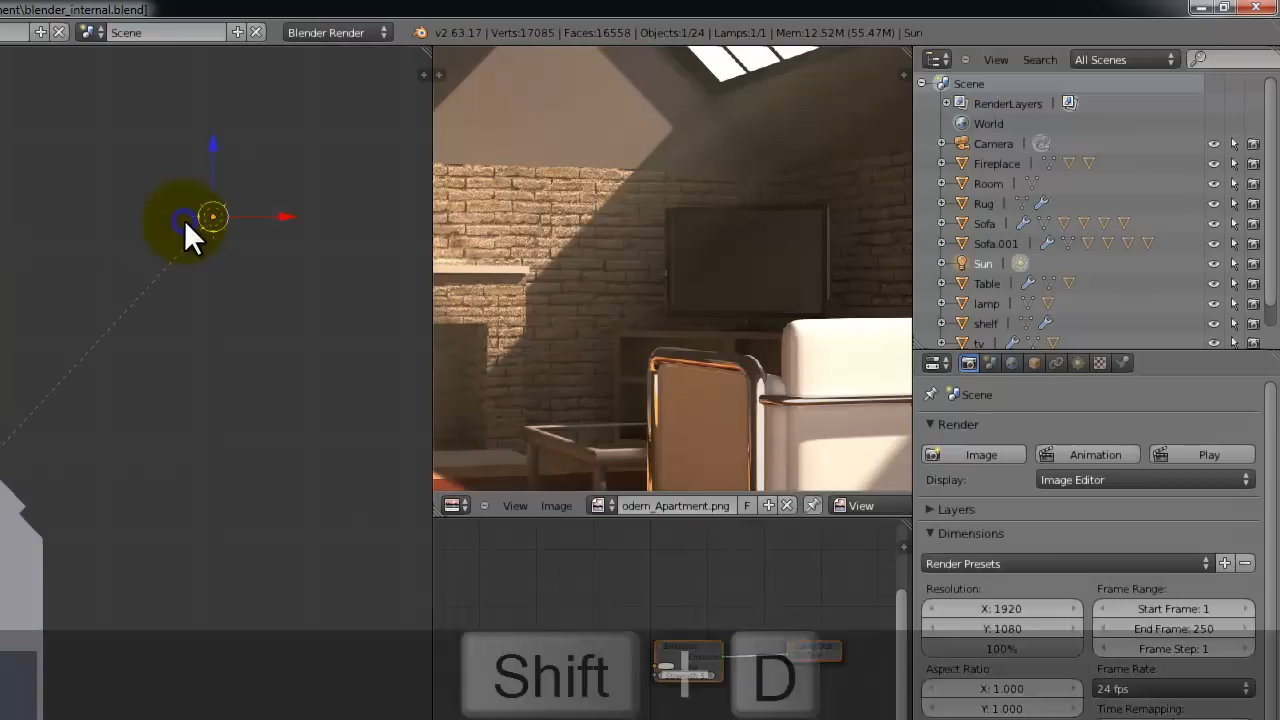 ment\blender_internal.blend]
Scene
Blender Render
v2.63.17 | Verts:17085 | Faces:16558 | Objects:1/24 | Lamps:1/1 | Mem:12.52M (55.47M) | Sun
View
Search
All Scenes
Scene
RenderLayers
World
Camera
Fireplace
Room
Rug
Sofa
Sofa.001
Sun
Table
lamp
shelf
tv
Scene
Render
Image
Animation
Play
Display:
Image Editor
Layers
View
Image
odern_Apartment.png
F
View
Dimensions
Render Presets
Resolution:
Frame Range:
X: 1920
Start Frame: 1
Y: 1080
End Frame: 250
100%
Frame Step: 1
Aspect Ratio:
Frame Rate:
X: 1.000
24 fps
Y: 1.000
Time Remapping:
Shift + D